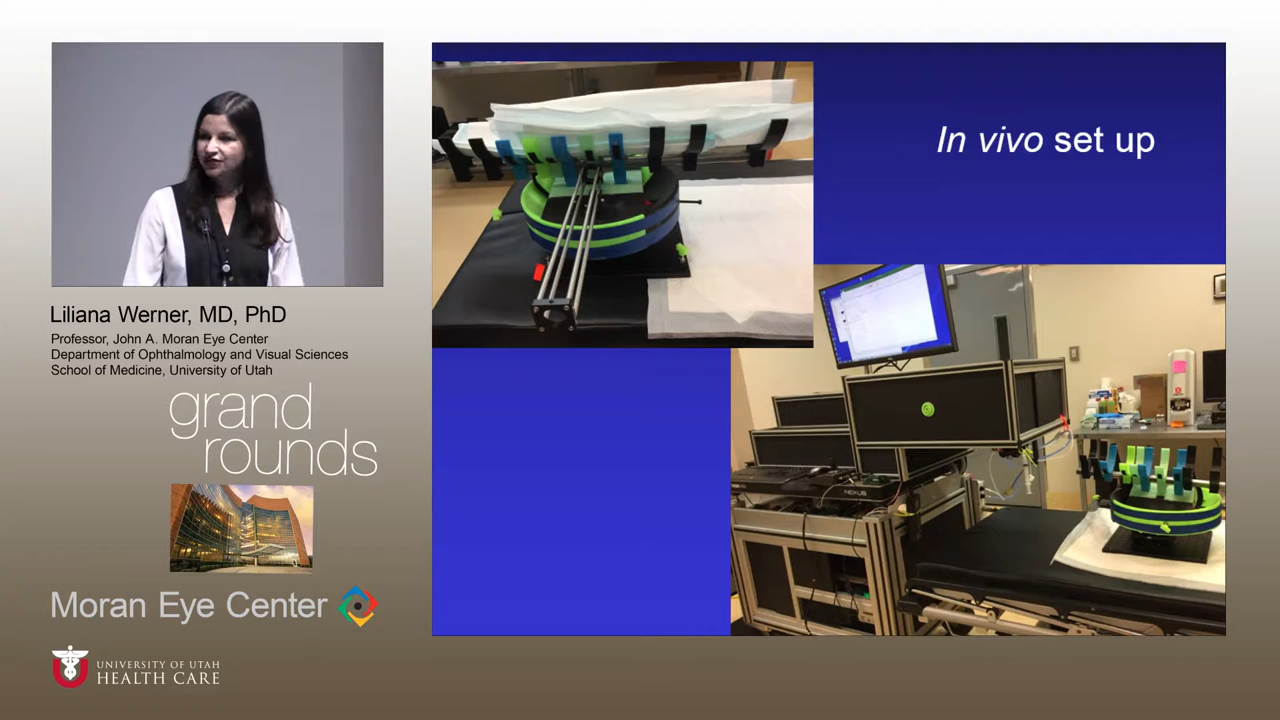 In vivo set up
Liliana Werner, MD, PhD
Professor, John A. Moran Eye Center
Department of Ophthalmology and Visual Sciences
School of Medicine, University of Utah
grand
rounds
Moran Eye Center
UNIVERSITY OF UTAH
HEALTH CARE
NEXUS